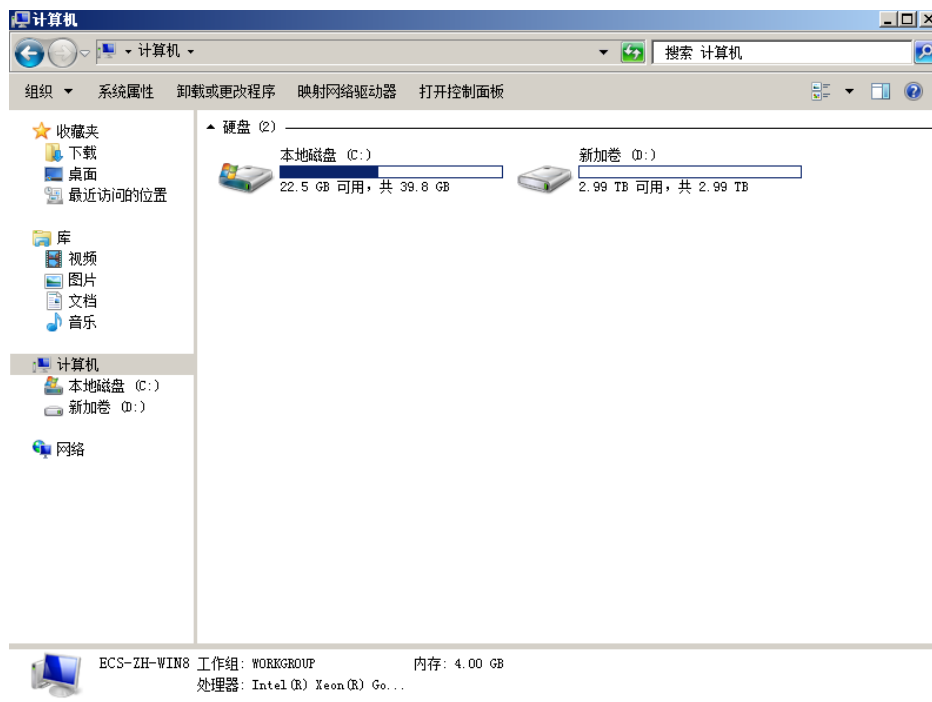 计算机
计算机
搜索 计算机
组织 系统属性 卸载或更改程序 映射网络驱动器 打开控制面板
收藏夹
下载
桌面
最近访问的位置
库
视频
图片
文档
音乐
计算机
本地磁盘 (C:)
新加卷 (D:)
网络
硬盘 (2)
本地磁盘 (C:)
22.5 GB 可用，共 39.8 GB
新加卷 (D:)
2.99 TB 可用，共 2.99 TB
ECS-ZH-WIN8 工作组: WORKGROUP 内存: 4.00 GB
处理器: Intel(R) Xeon(R) Go...